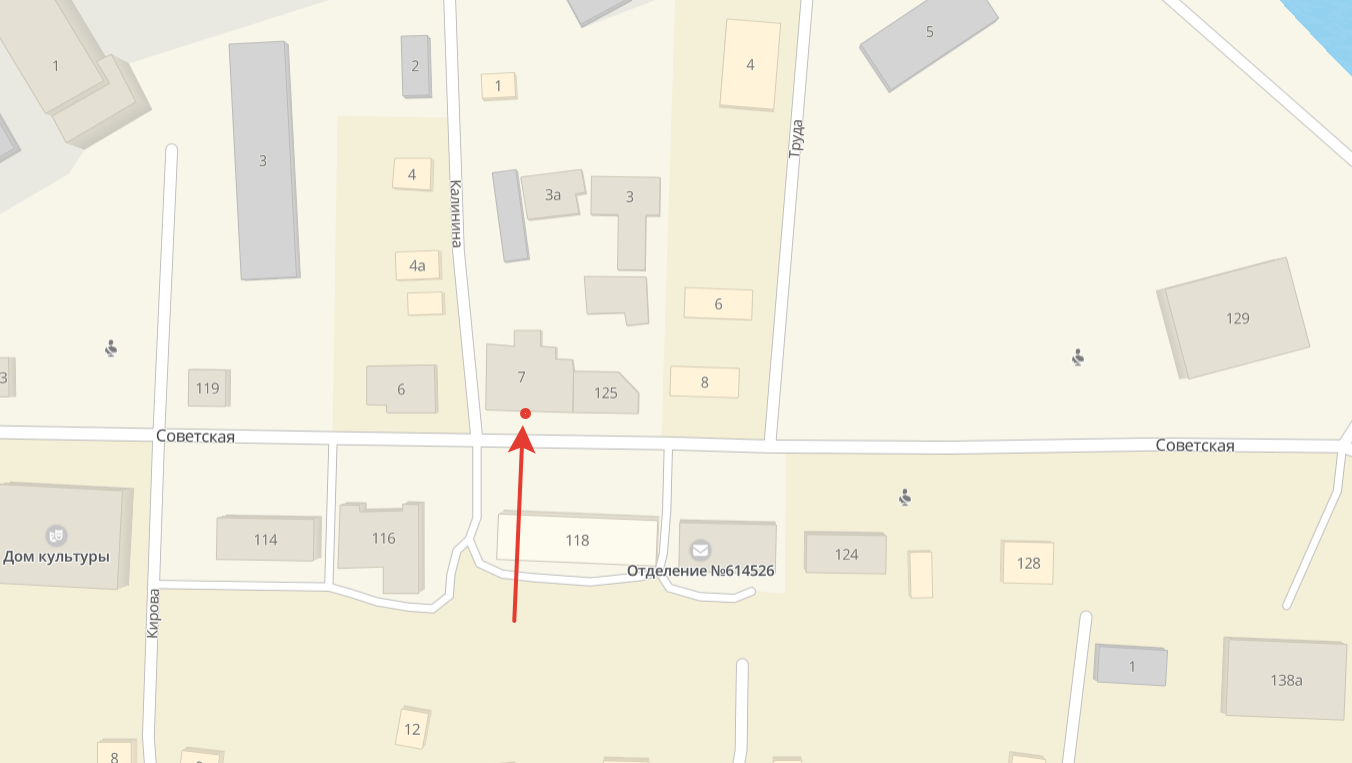 5
1
2
4
1
Труда
3
4
3а
3
Калинина
4а
6
129
7
3
119
6
125
8
Советская
Советская
114
116
118
Дом культуры
124
128
Отделение №614526
Кирова
1
138а
12
8